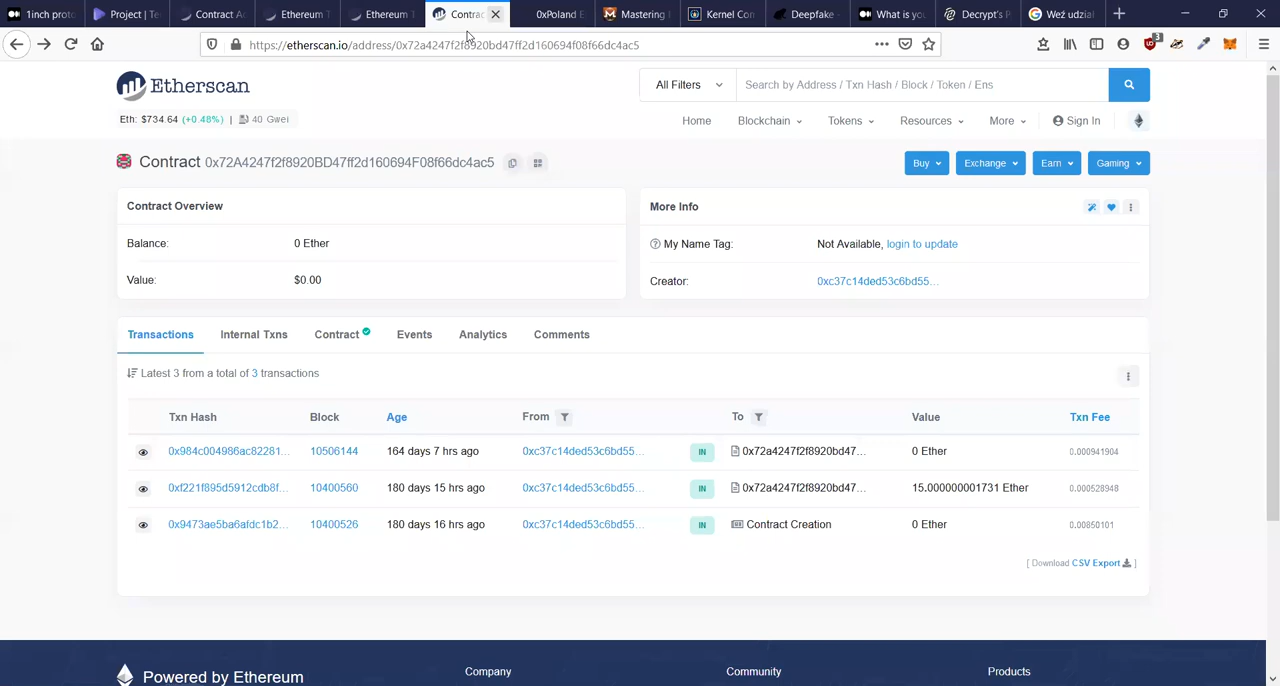 1inch proto
Project | Te
Contract A
Ethereum T
Ethereum T
Contrac
0xPoland E
Mastering
Kernel Con
Deepfake
What is you
Decrypt's P
Weź udział
https://etherscan.io/address/0x72a4247f2f8920bd47ff2d160694f08f66dc4ac5
3
Etherscan
All Filters
Search by Address / Txn Hash / Block / Token / Ens
Eth: $734.64 (+0.48%) | 40 Gwei
Home Blockchain Tokens Resources More Sign In
Contract 0x72A4247f2f8920BD47ff2d160694F08f66dc4ac5
Buy Exchange Earn Gaming
Contract Overview
Balance: 0 Ether
Value: $0.00
More Info
My Name Tag: Not Available, login to update
Creator: 0xc37c14ded53c6bd55...
Transactions Internal Txns Contract Events Analytics Comments
Latest 3 from a total of 3 transactions
Txn Hash Block Age From To Value Txn Fee
0x984c004986ac82281... 10506144 164 days 7 hrs ago 0xc37c14ded53c6bd55... IN 0x72a4247f2f8920bd47... 0 Ether 0.000941904
0xf221f895d5912cdb8f... 10400560 180 days 15 hrs ago 0xc37c14ded53c6bd55... IN 0x72a4247f2f8920bd47... 15.000000001731 Ether 0.000528948
0x9473ae5ba6afdc1b2... 10400526 180 days 16 hrs ago 0xc37c14ded53c6bd55... IN Contract Creation 0 Ether 0.00850101
[ Download CSV Export ]
Powered by Ethereum
Company
Community
Products